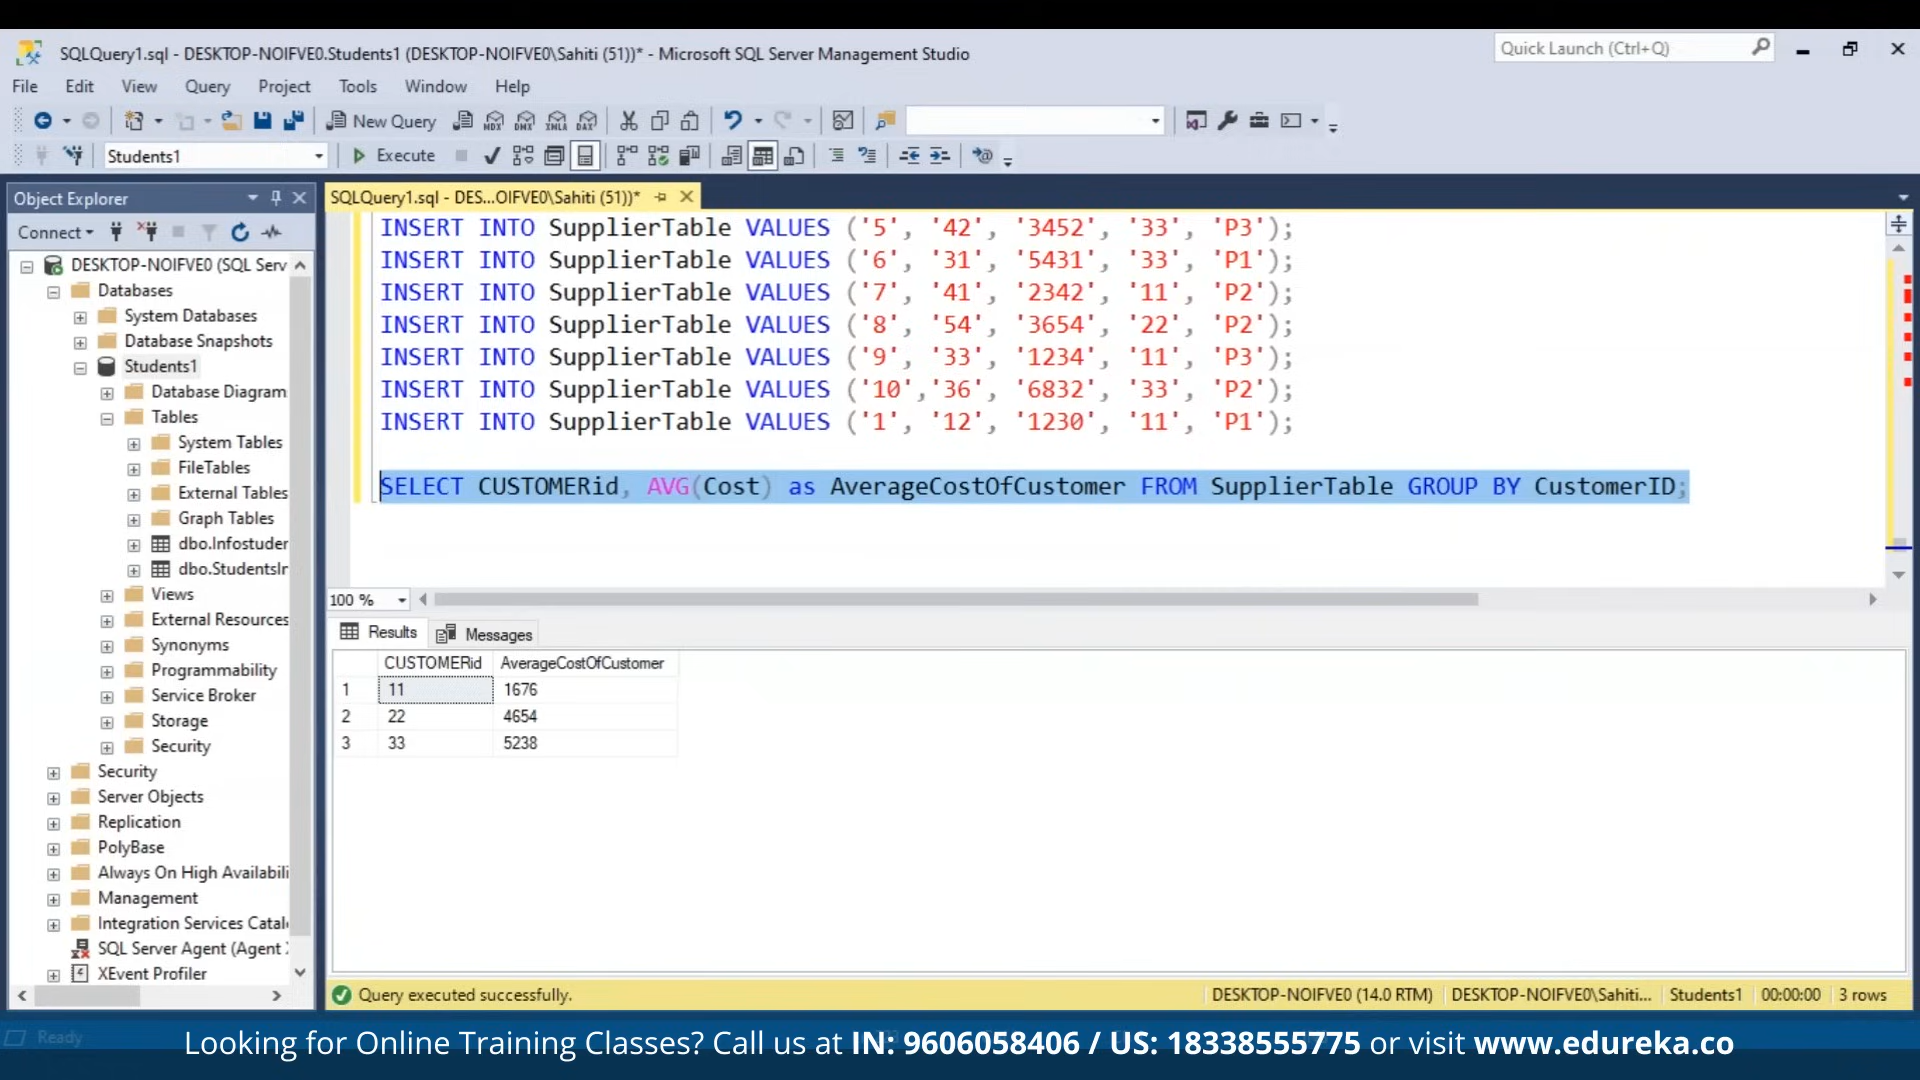 SQLQuery1.sql - DESKTOP-NOIFVE0.Students1 (DESKTOP-NOIFVE0\Sahiti (51))* - Microsoft SQL Server Management Studio
Quick Launch (Ctrl+Q)
File Edit View Query Project Tools Window Help
New Query
Students1 Execute
Object Explorer
SQLQuery1.sql - DES...OIFVE0\Sahiti (51))*
Connect
DESKTOP-NOIFVE0 (SQL Serv
Databases
System Databases
Database Snapshots
Students1
Database Diagram
Tables
System Tables
FileTables
External Tables
Graph Tables
dbo.Infostuder
dbo.StudentsIr
Views
External Resources
Synonyms
Programmability
Service Broker
Storage
Security
Security
Server Objects
Replication
PolyBase
Always On High Availabili
Management
Integration Services Catal
SQL Server Agent (Agent
XEvent Profiler
INSERT INTO SupplierTable VALUES ('5', '42', '3452', '33', 'P3');
INSERT INTO SupplierTable VALUES ('6', '31', '5431', '33', 'P1');
INSERT INTO SupplierTable VALUES ('7', '41', '2342', '11', 'P2');
INSERT INTO SupplierTable VALUES ('8', '54', '3654', '22', 'P2');
INSERT INTO SupplierTable VALUES ('9', '33', '1234', '11', 'P3');
INSERT INTO SupplierTable VALUES ('10','36', '6832', '33', 'P2');
INSERT INTO SupplierTable VALUES ('1', '12', '1230', '11', 'P1');
SELECT CUSTOMERid, AVG(Cost) as AverageCostOfCustomer FROM SupplierTable GROUP BY CustomerID;
100 %
Results Messages
CUSTOMERid AverageCostOfCustomer
1 11 1676
2 22 4654
3 33 5238
Query executed successfully.
DESKTOP-NOIFVE0 (14.0 RTM) DESKTOP-NOIFVE0\Sahiti... Students1 00:00:00 3 rows
Ready
Looking for Online Training Classes? Call us at IN: 9606058406 / US: 18338555775 or visit www.edureka.co